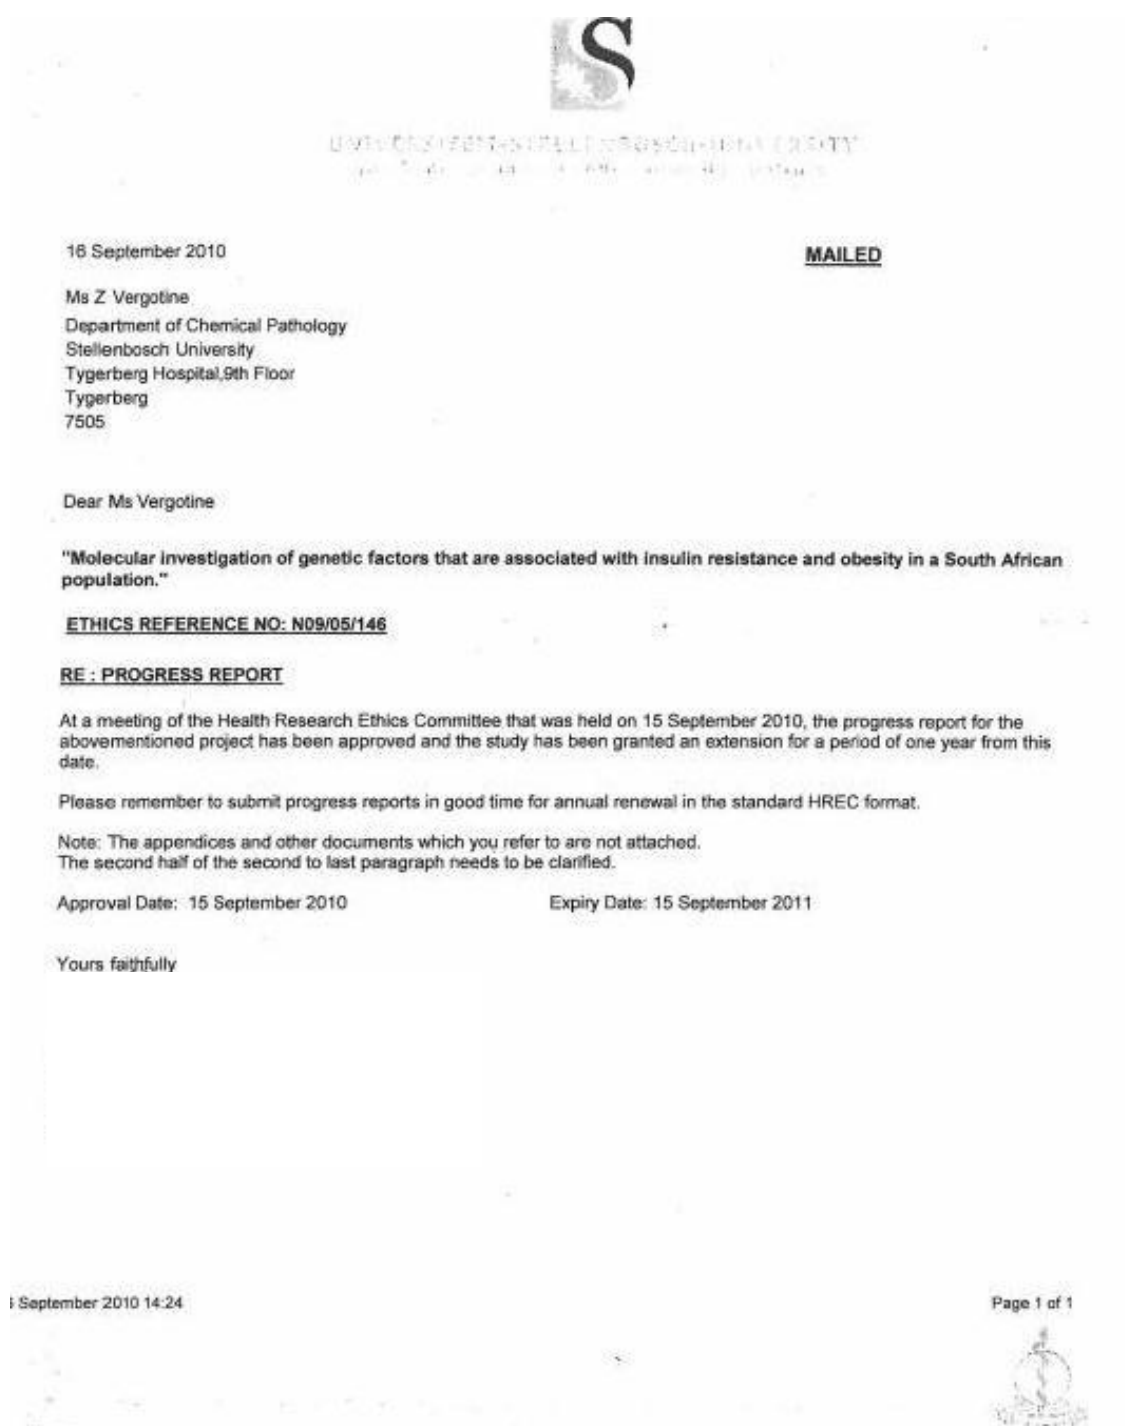 S
16 September 2010
MAILED
Ms Z Vergotine
Department of Chemical Pathology
Stellenbosch University
Tygerberg Hospital,9th Floor
Tygerberg
7505
Dear Ms Vergotine
"Molecular investigation of genetic factors that are associated with insulin resistance and obesity in a South African
population."
ETHICS REFERENCE NO: N09/05/146
RE : PROGRESS REPORT
At a meeting of the Health Research Ethics Committee that was held on 15 September 2010, the progress report for the
abovementioned project has been approved and the study has been granted an extension for a period of one year from this
date.
Please remember to submit progress reports in good time for annual renewal in the standard HREC format.
Note: The appendices and other documents which you refer to are not attached.
The second half of the second to last paragraph needs to be clarified.
Approval Date: 15 September 2010 Expiry Date: 15 September 2011
Yours faithfully
September 2010 14:24
Page 1 of 1